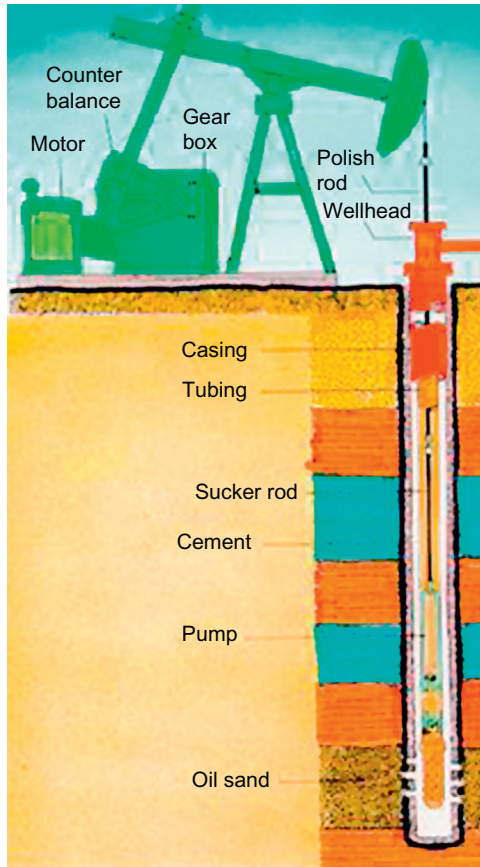 Counter
balance
Motor
Gear
box
Polish
rod
Wellhead
Casing
Tubing
Sucker rod
Cement
Pump
Oil sand